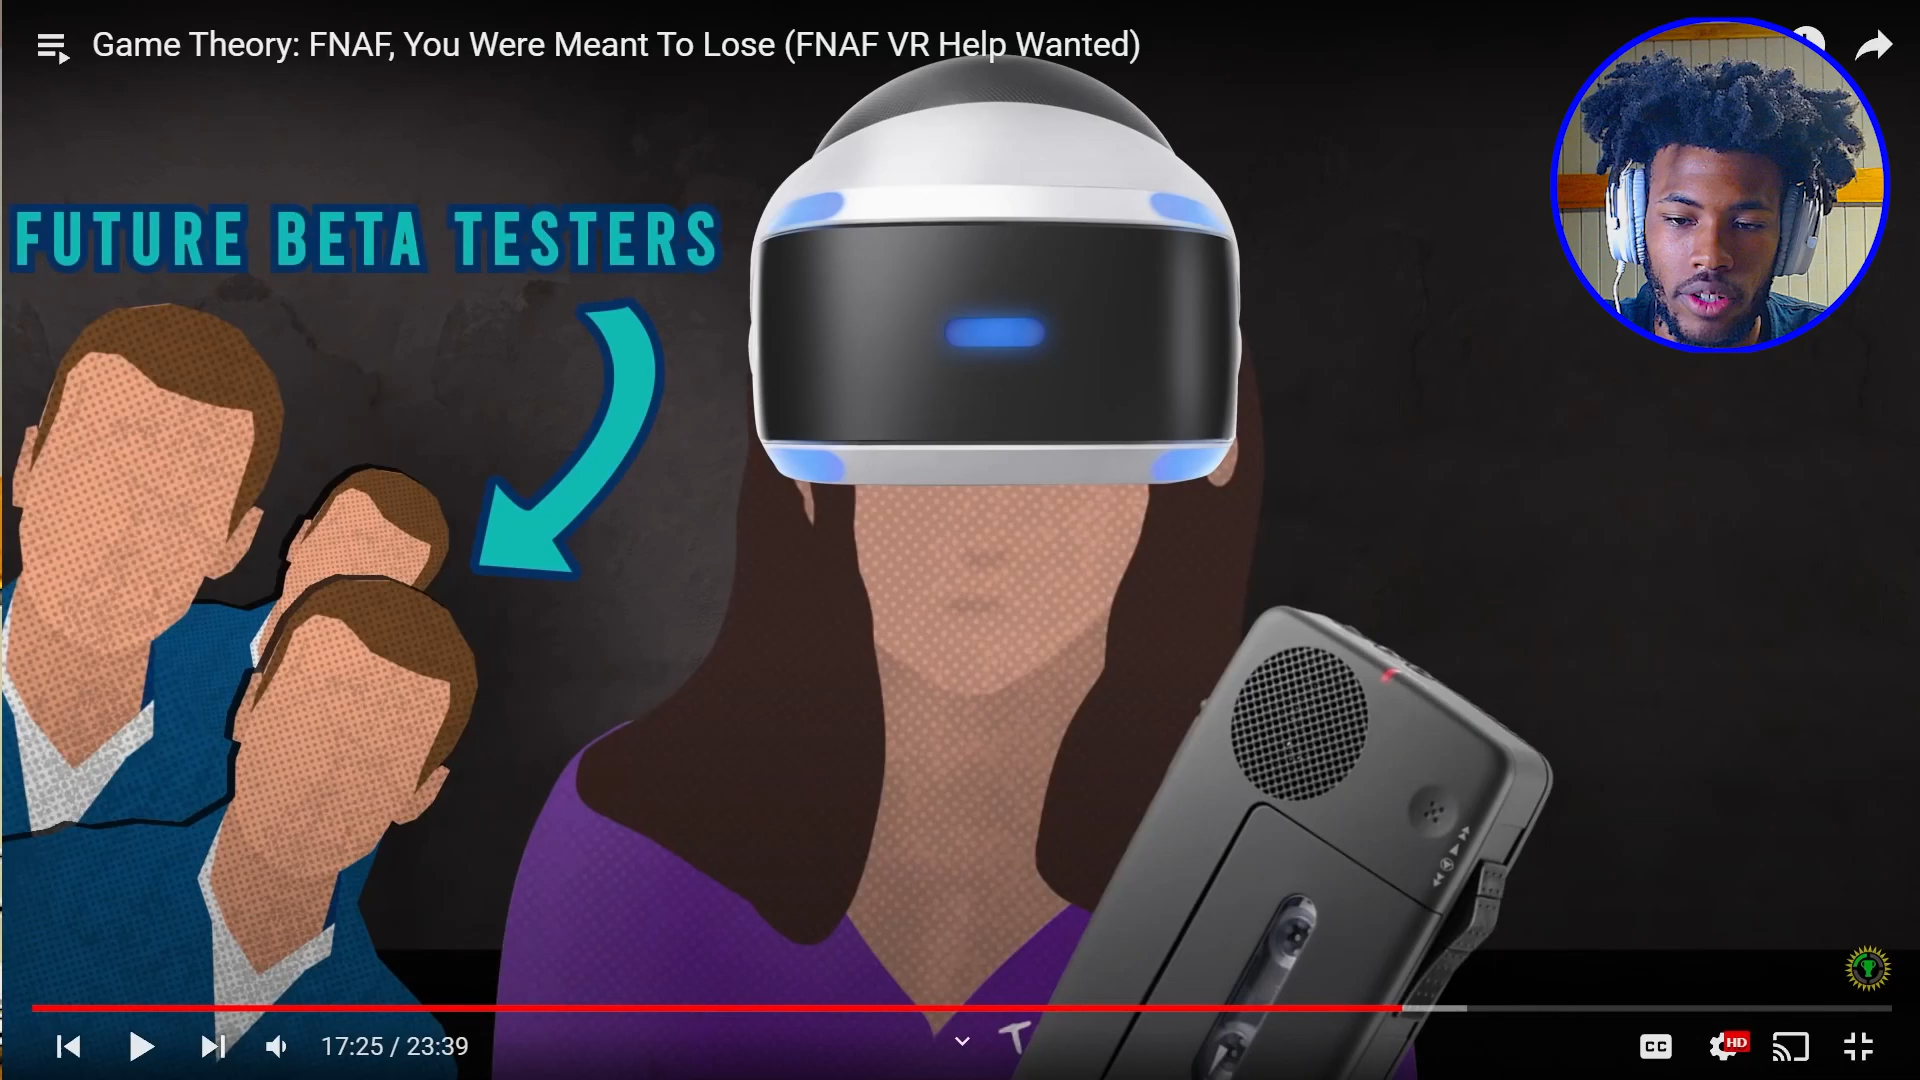 Game Theory: FNAF, You Were Meant To Lose (FNAF VR Help Wanted)
FUTURE BETA TESTERS
17:25 / 23:39
CC
HD